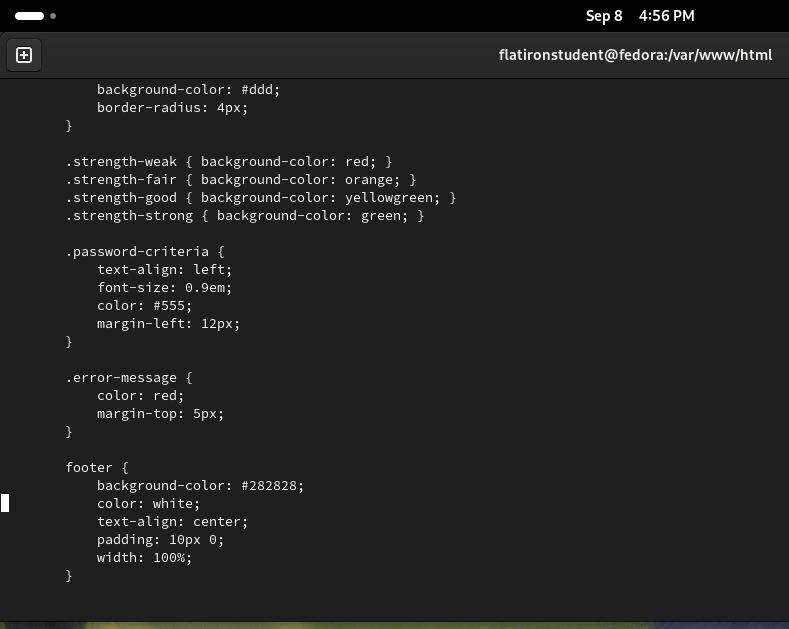 Sep 8 4:56 PM
flatironstudent@fedora:/var/www/html
background-color: #ddd;
border-radius: 4px;
}
.strength-weak { background-color: red; }
.strength-fair { background-color: orange; }
.strength-good { background-color: yellowgreen; }
.strength-strong { background-color: green; }
.password-criteria {
text-align: left;
font-size: 0.9em;
color: #555;
margin-left: 12px;
}
.error-message {
color: red;
margin-top: 5px;
}
footer {
background-color: #282828;
color: white;
text-align: center;
padding: 10px 0;
width: 100%;
}